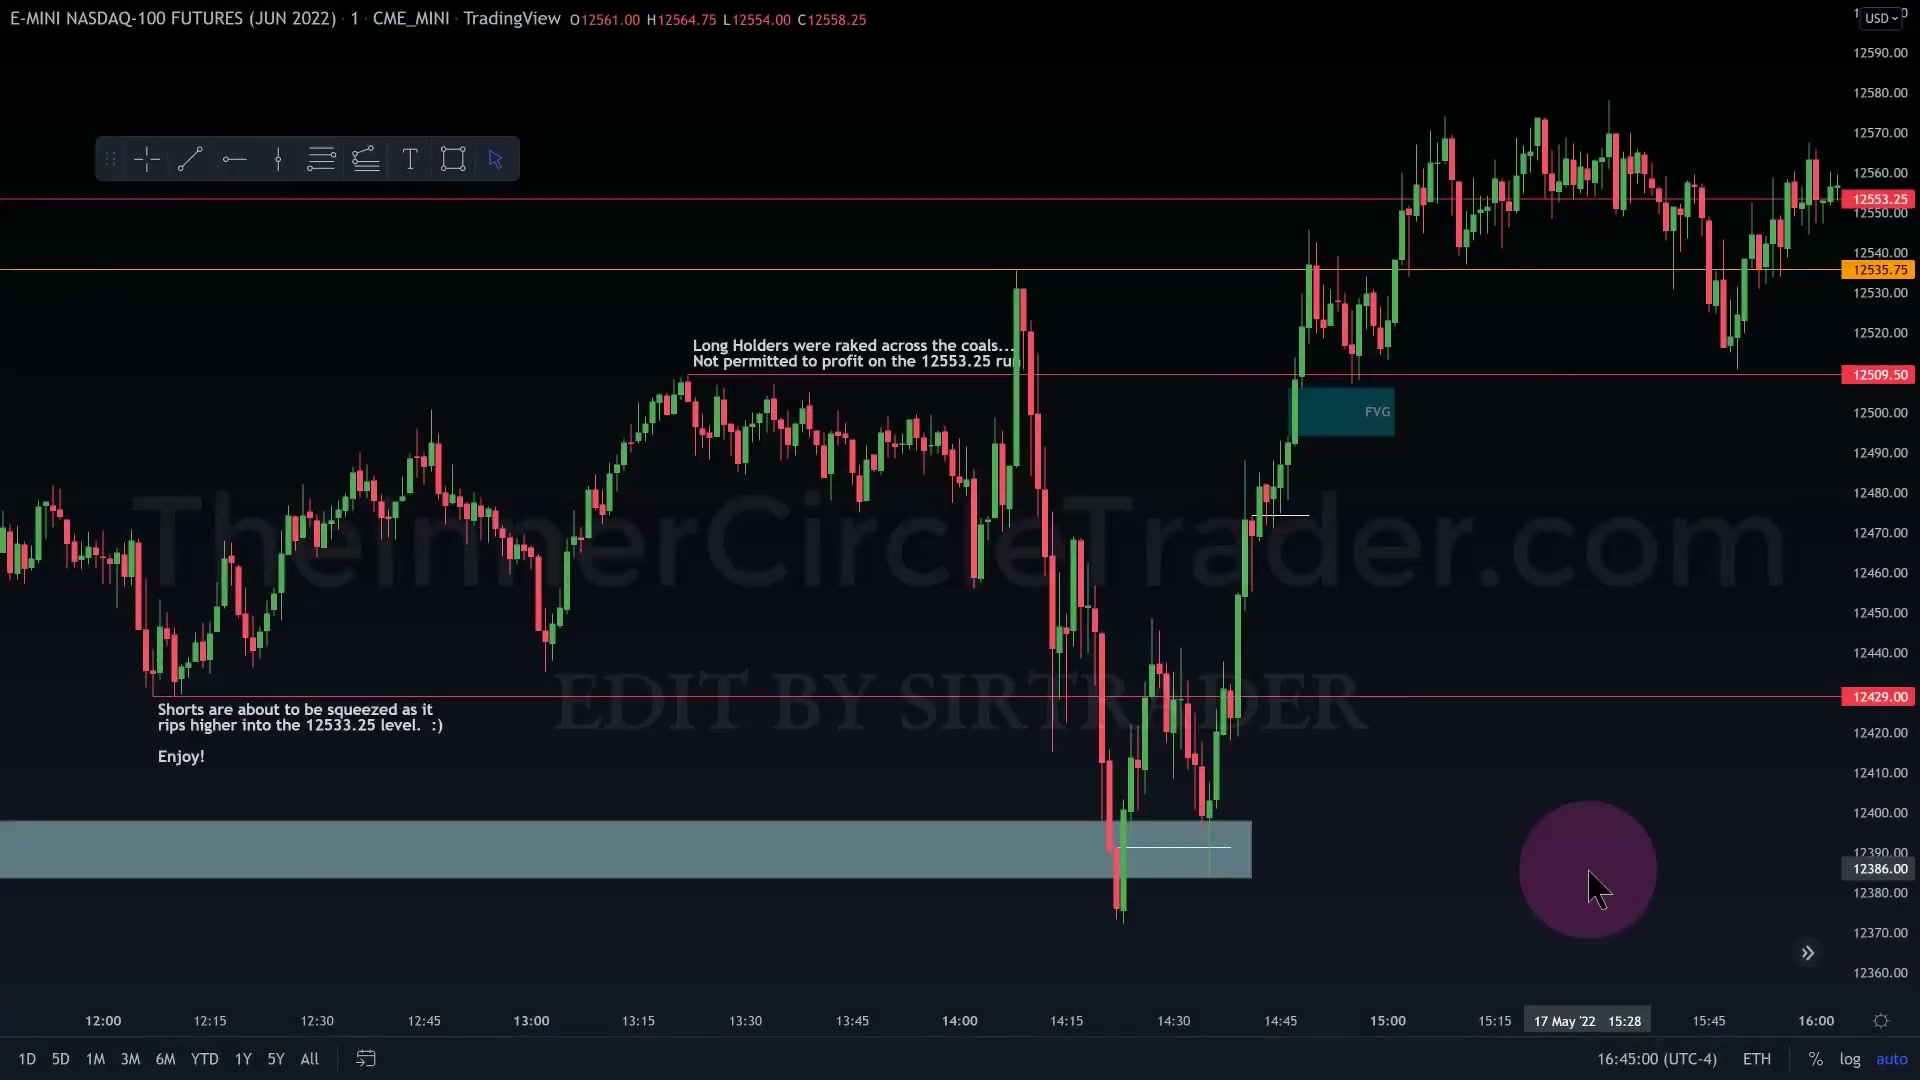 E-MINI NASDAQ-100 FUTURES (JUN 2022) · 1 · CME_MINI · TradingView O12561.00 H12564.75 L12554.00 C12558.25
USD
12590.00
12580.00
12570.00
12560.00
12553.25
12550.00
12540.00
12535.75
12530.00
12520.00
Long Holders were raked across the coals...
Not permitted to profit on the 12553.25 run
12509.50
FVG
12500.00
12490.00
12480.00
12470.00
TheInnerCircleTrader.com
12460.00
12450.00
12440.00
EDIT BY SIRTRADER
12429.00
Shorts are about to be squeezed as it
rips higher into the 12533.25 level. :)
12420.00
Enjoy!
12410.00
12400.00
12390.00
12386.00
12380.00
12370.00
12360.00
12:00 12:15 12:30 12:45 13:00 13:15 13:30 13:45 14:00 14:15 14:30 14:45 15:00 15:15 17 May '22 15:28 15:45 16:00
1D 5D 1M 3M 6M YTD 1Y 5Y All 16:45:00 (UTC-4) ETH % log auto